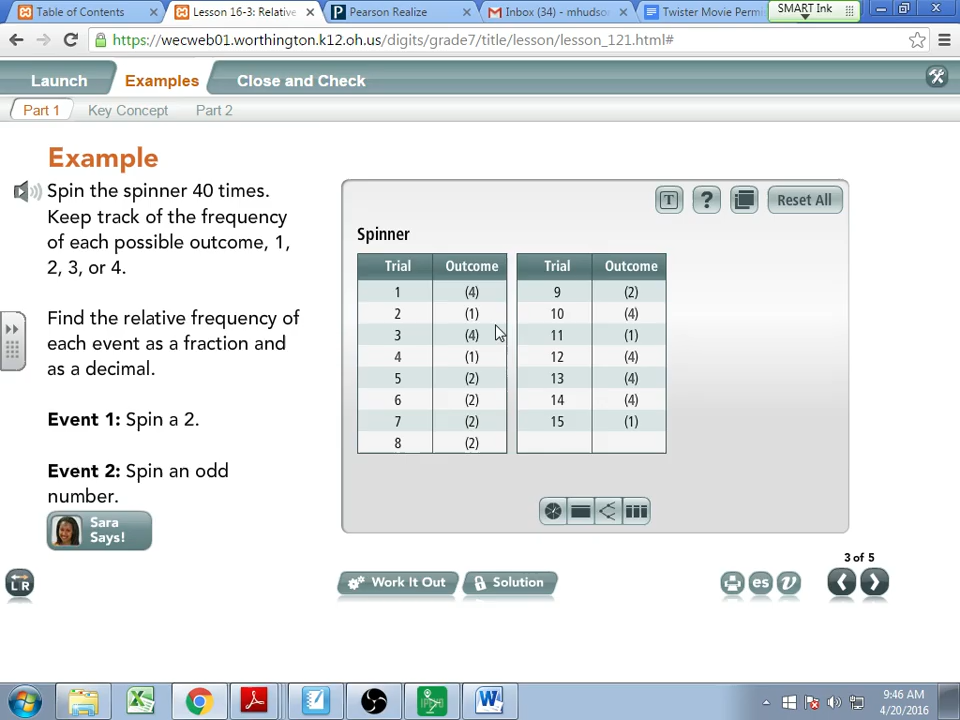 Table of Contents
Lesson 16-3: Relative
Pearson Realize
Inbox (34) - mhudson
Twister Movie Permi
SMART Ink
https://wecweb01.worthington.k12.oh.us/digits/grade7/title/lesson/lesson_121.html#
Launch
Examples
Close and Check
Part 1
Key Concept
Part 2
Example
Spin the spinner 40 times.
Keep track of the frequency
of each possible outcome, 1,
2, 3, or 4.
Find the relative frequency of
each event as a fraction and
as a decimal.
Event 1: Spin a 2.
Event 2: Spin an odd
number.
Sara
Says!
T
?
Reset All
Spinner
Trial Outcome Trial Outcome
1 (4) 9 (2)
2 (1) 10 (4)
3 (4) 11 (1)
4 (1) 12 (4)
5 (2) 13 (4)
6 (2) 14 (4)
7 (2) 15 (1)
8 (2)
L R
Work It Out
Solution
3 of 5
es
v
9:46 AM
4/20/2016